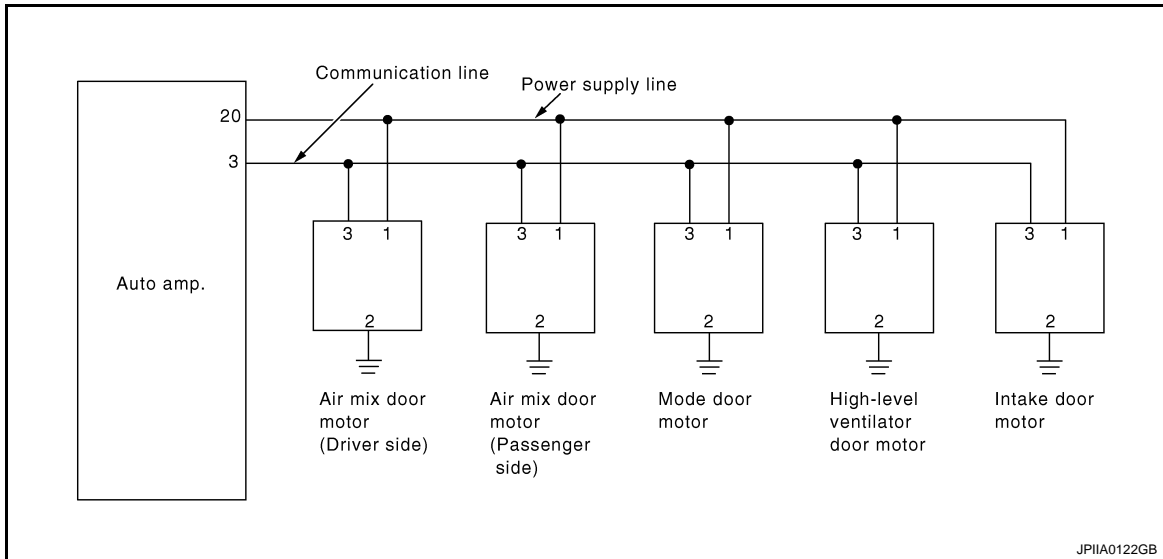 Communication line
Power supply line
20
3
Auto amp.
3 1
3 1
3 1
3 1
3 1
2
2
2
2
2
Air mix door
motor
(Driver side)
Air mix door
motor
(Passenger
side)
Mode door
motor
High-level
ventilator
door motor
Intake door
motor
JPIIA0122GB